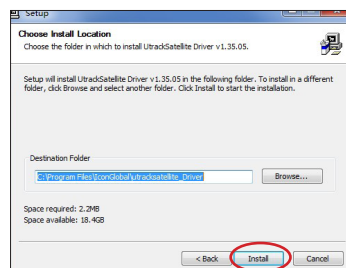 Setup
Choose Install Location
Choose the folder in which to install UtrackSatellite Driver v1.35.05.
Setup will install UtrackSatellite Driver v1.35.05 in the following folder. To install in a different
folder, click Browse and select another folder. Click Install to start the installation.
Destination Folder
C:\Program Files\IconGlobal\utracksatellite_Driver
Browse...
Space required: 2.2MB
Space available: 18.4GB
< Back
Install
Cancel